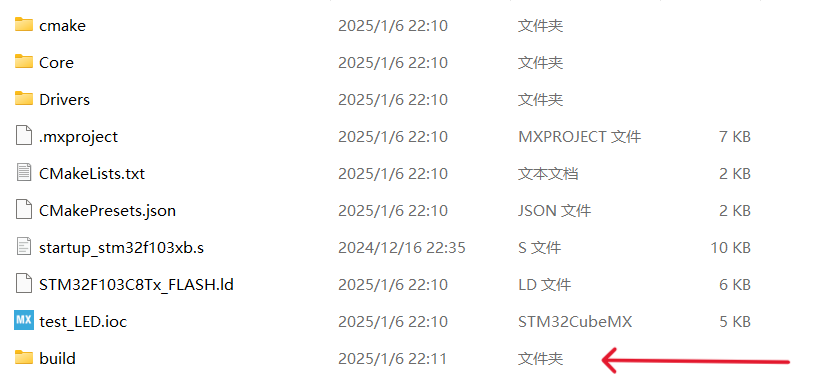 cmake 2025/1/6 22:10 文件夹
Core 2025/1/6 22:10 文件夹
Drivers 2025/1/6 22:10 文件夹
.mxproject 2025/1/6 22:10 MXPROJECT 文件 7 KB
CMakeLists.txt 2025/1/6 22:10 文本文档 2 KB
CMakePresets.json 2025/1/6 22:10 JSON 文件 2 KB
startup_stm32f103xb.s 2024/12/16 22:35 S 文件 10 KB
STM32F103C8Tx_FLASH.ld 2025/1/6 22:10 LD 文件 6 KB
MX test_LED.ioc 2025/1/6 22:10 STM32CubeMX 5 KB
build 2025/1/6 22:11 文件夹